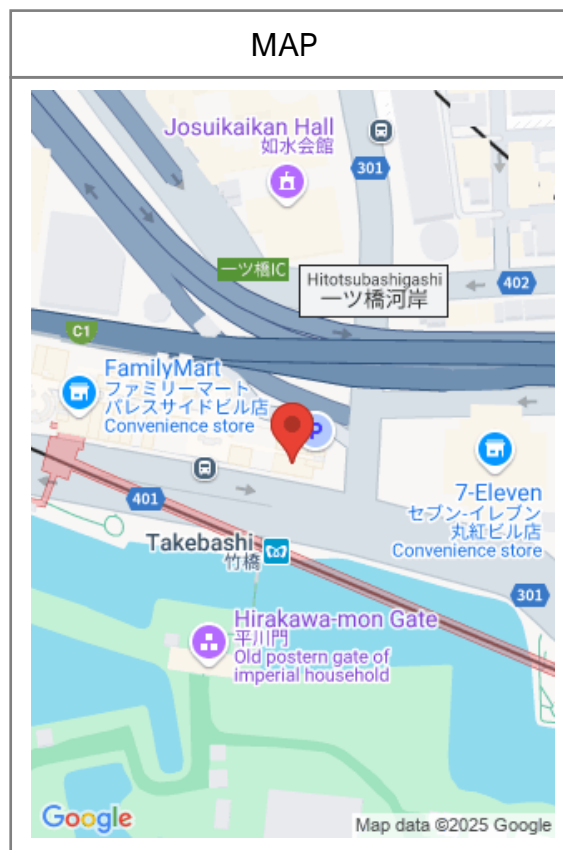 MAP
Josuikaikan Hall
如水会館
301
一ツ橋IC
Hitotsubashigashi
一ツ橋河岸
402
C1
FamilyMart
ファミリーマート
パレスサイドビル店
Convenience store
P
7-Eleven
セブン-イレブン
丸紅ビル店
Convenience store
401
Takebashi
竹橋
301
Hirakawa-mon Gate
平川門
Old postern gate of
imperial household
Google
Map data ©2025 Google